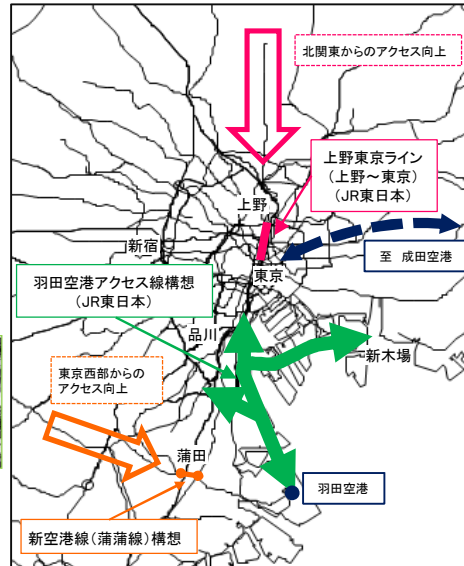 北関東からのアクセス向上
上野東京ライン
（上野～東京）
（JR東日本）
上野
新宿
至 成田空港
東京
羽田空港アクセス線構想
（JR東日本）
品川
新木場
東京西部からの
アクセス向上
蒲田
羽田空港
新空港線（蒲蒲線）構想